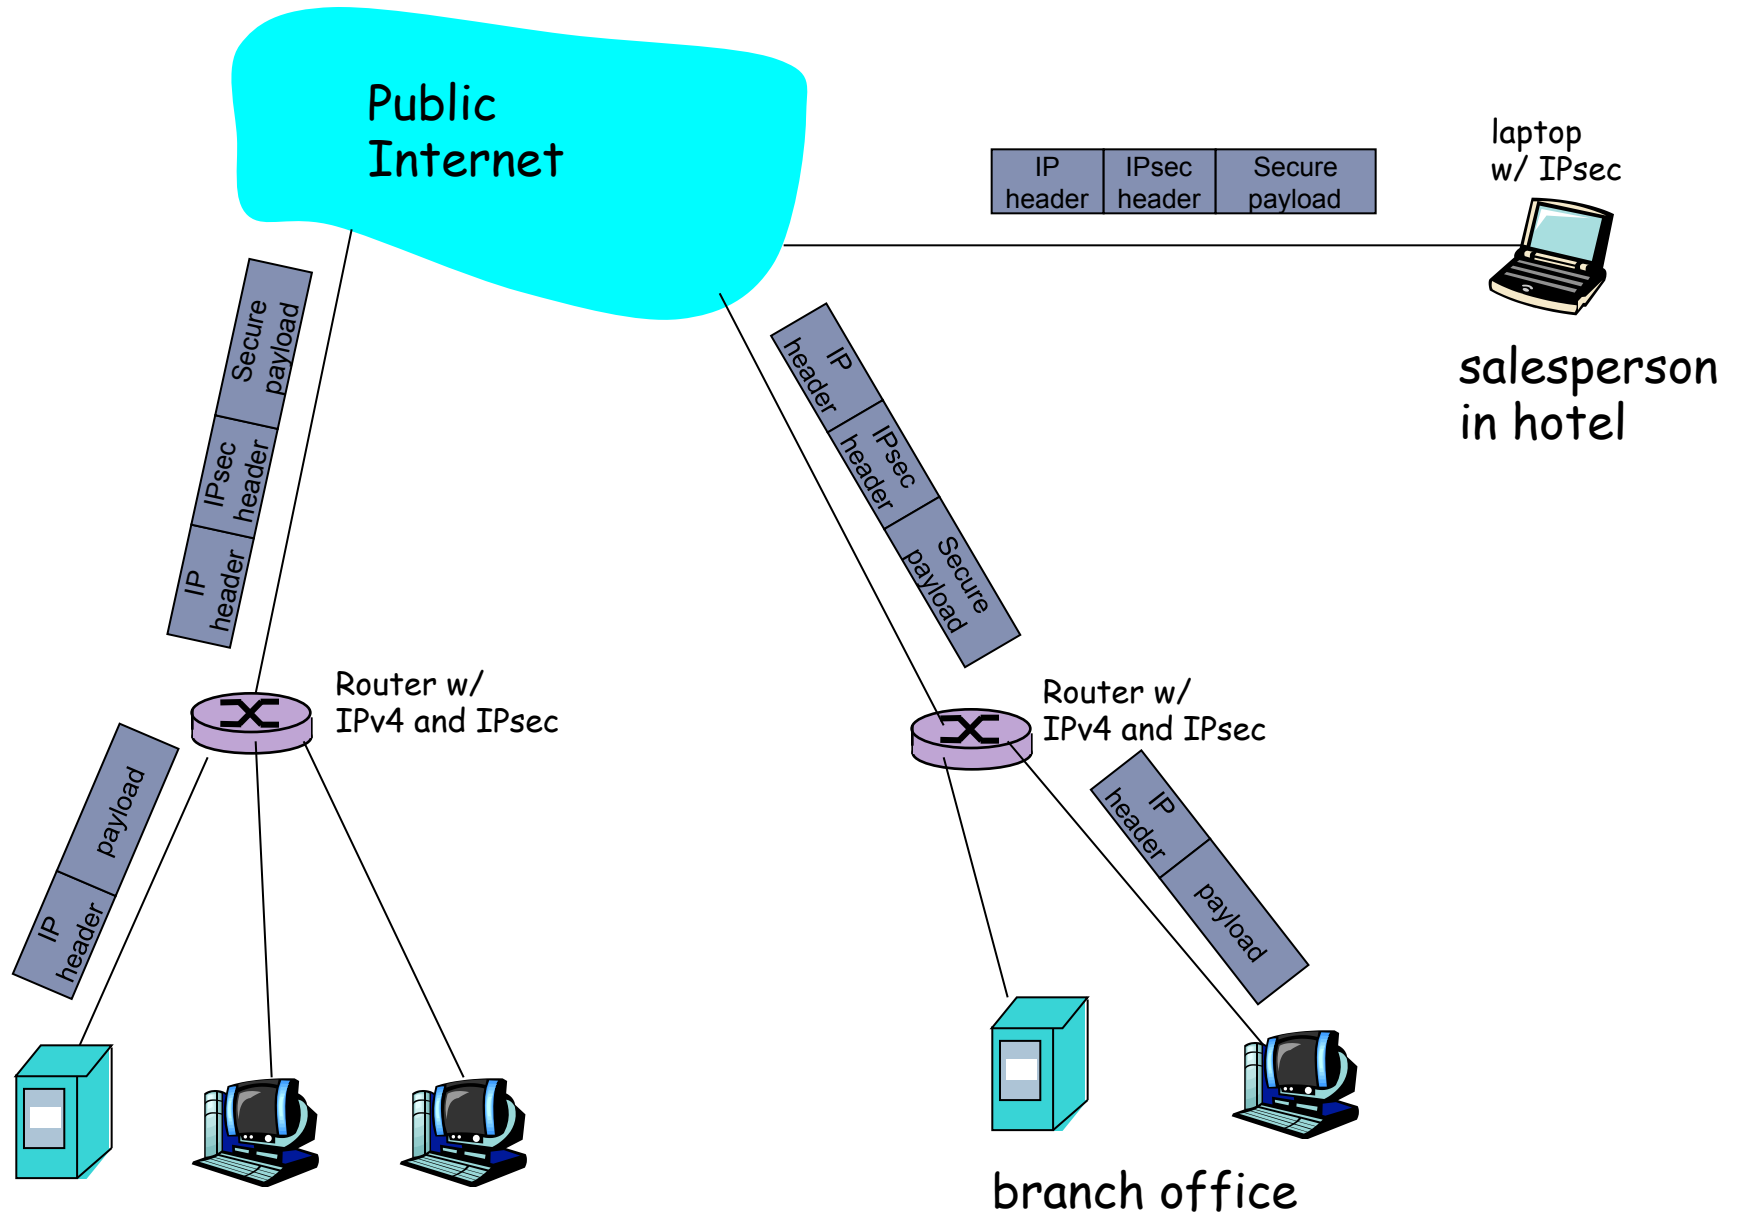 Public
Internet
laptop
w/ IPsec
IP
header
IPsec
header
Secure
payload
salesperson
in hotel
Secure
payload
IPsec
header
IP
header
IP
header
IPsec
header
Secure
payload
Router w/
IPv4 and IPsec
Router w/
IPv4 and IPsec
payload
IP
header
IP
header
payload
branch office